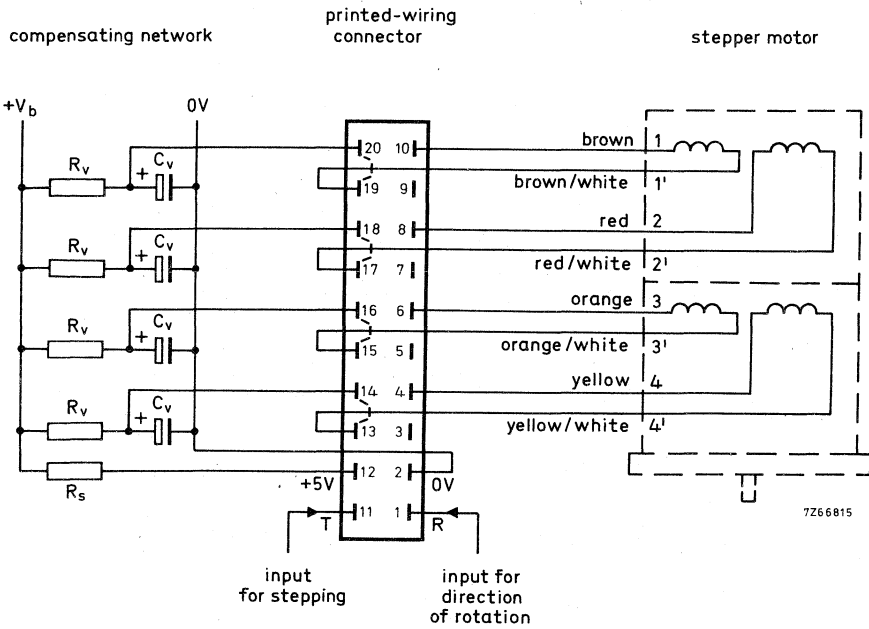 printed-wiring
connector
compensating network
stepper motor
+Vb
0V
Rv
+
Cv
20 10
brown 1
19 9
brown/white 1'
Rv
+
Cv
18 8
red 2
17 7
red/white 2'
Rv
+
Cv
16 6
orange 3
15 5
orange/white 3'
Rv
+
Cv
14 4
yellow 4
13 3
yellow/white 4'
Rs
+5V
12 2
0V
T
11 1
R
7Z66815
input
for stepping
input for
direction
of rotation